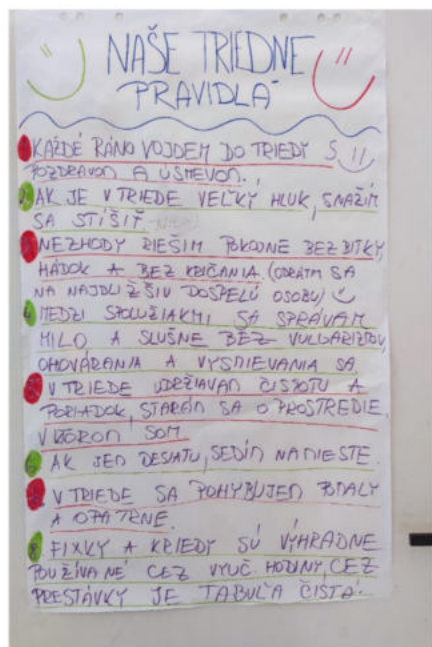 NAŠE TRIEDNE
PRAVIDLÁ
1 KAŽDÉ RÁNO VOJDEM DO TRIEDY S
POZDRAVOM A ÚSMEVOM.
2 AK JE V TRIEDE VEĽKÝ HLUK, SNAŽÍM
SA STÍŠIŤ
3 NEZHODY RIEŠIM POKOJNE BEZ BITKY,
HÁDOK A BEZ KRIČANIA. (OBRÁTIM SA
NA NAJBLIŽŠIU DOSPELÚ OSOBU)
4 MEDZI SPOLUŽIAKMI SA SPRÁVAM
MILO A SLUŠNE BEZ VULGARIZMOV,
OHOVÁRANIA A VYSMIEVANIA SA.
5 V TRIEDE UDRŽIAVAM ČISTOTU A
PORIADOK, STARÁM SA O PROSTREDIE,
V KTOROM SOM.
6 AK JEM DESIATU, SEDÍM NA MIESTE.
7 V TRIEDE SA POHYBUJEM POMALY
A OPATRNE.
8 FIXKY A KRIEDY SÚ VÝHRADNE
POUŽÍVANÉ CEZ VYUČ. HODINY, CEZ
PRESTÁVKY JE TABUĽA ČISTÁ.